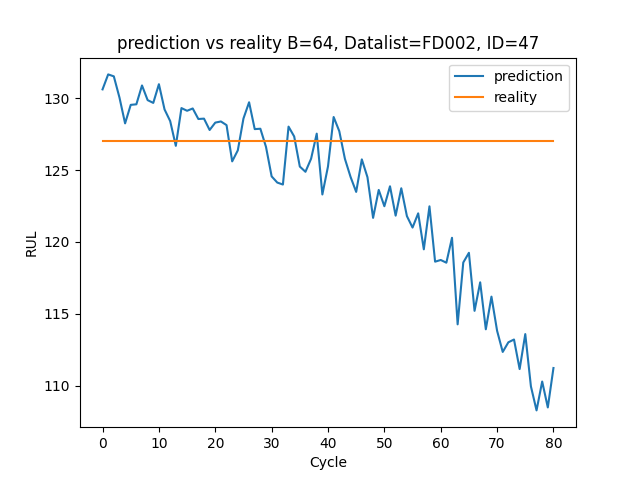 prediction vs reality B=64, Datalist=FD002, ID=47
prediction
reality
130
125
120
115
110
RUL
0 10 20 30 40 50 60 70 80
Cycle